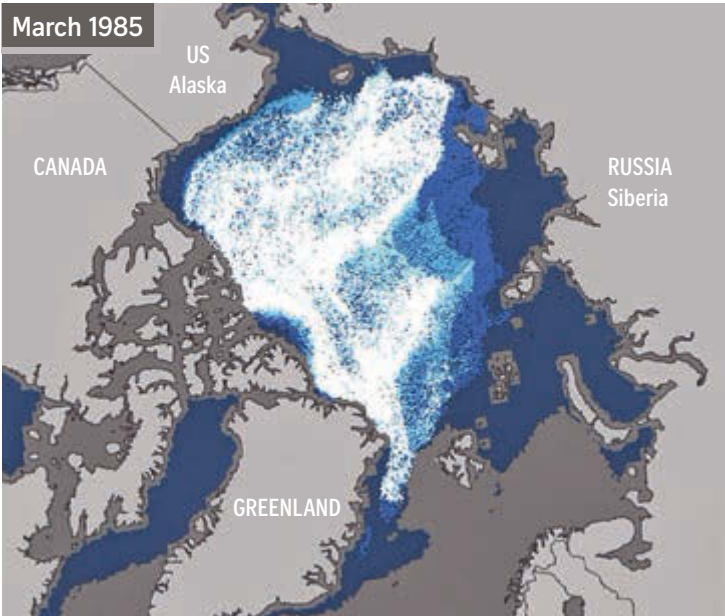 March 1985
US
Alaska
CANADA
RUSSIA
Siberia
GREENLAND